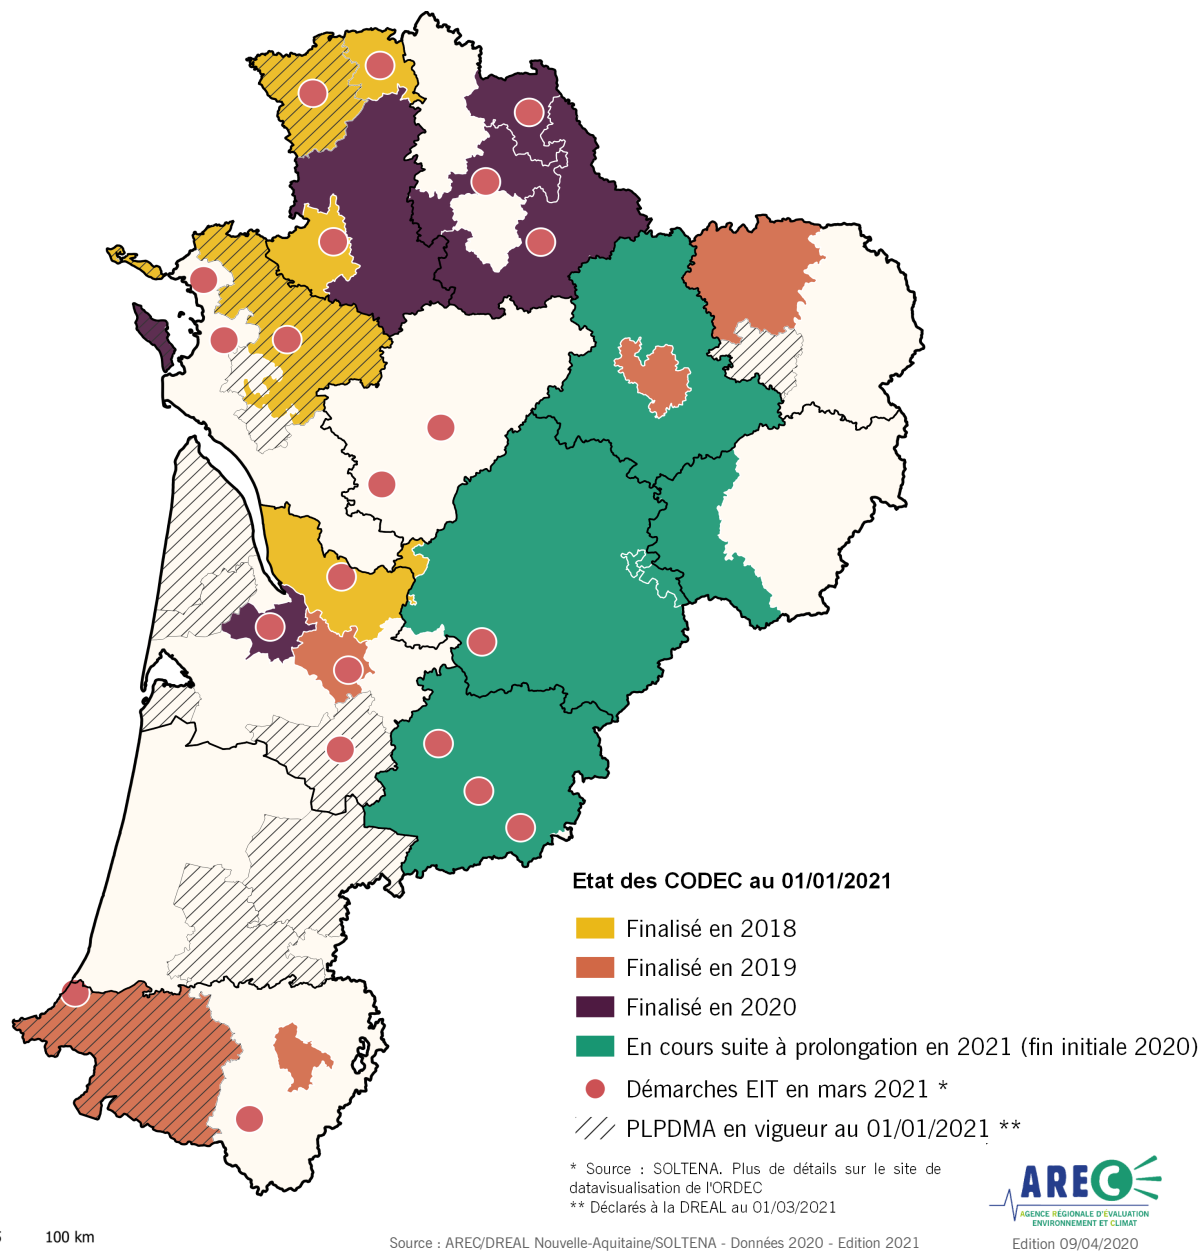 Etat des CODEC au 01/01/2021
Finalisé en 2018
Finalisé en 2019
Finalisé en 2020
En cours suite à prolongation en 2021 (fin initiale 2020)
Démarches EIT en mars 2021 *
PLPDMA en vigueur au 01/01/2021 **
* Source : SOLTENA. Plus de détails sur le site de
datavisualisation de l'ORDEC
** Déclarés à la DREAL au 01/03/2021
AREC
AGENCE RÉGIONALE D'ÉVALUATION
ENVIRONNEMENT ET CLIMAT
100 km
Source : AREC/DREAL Nouvelle-Aquitaine/SOLTENA - Données 2020 - Edition 2021
Edition 09/04/2020